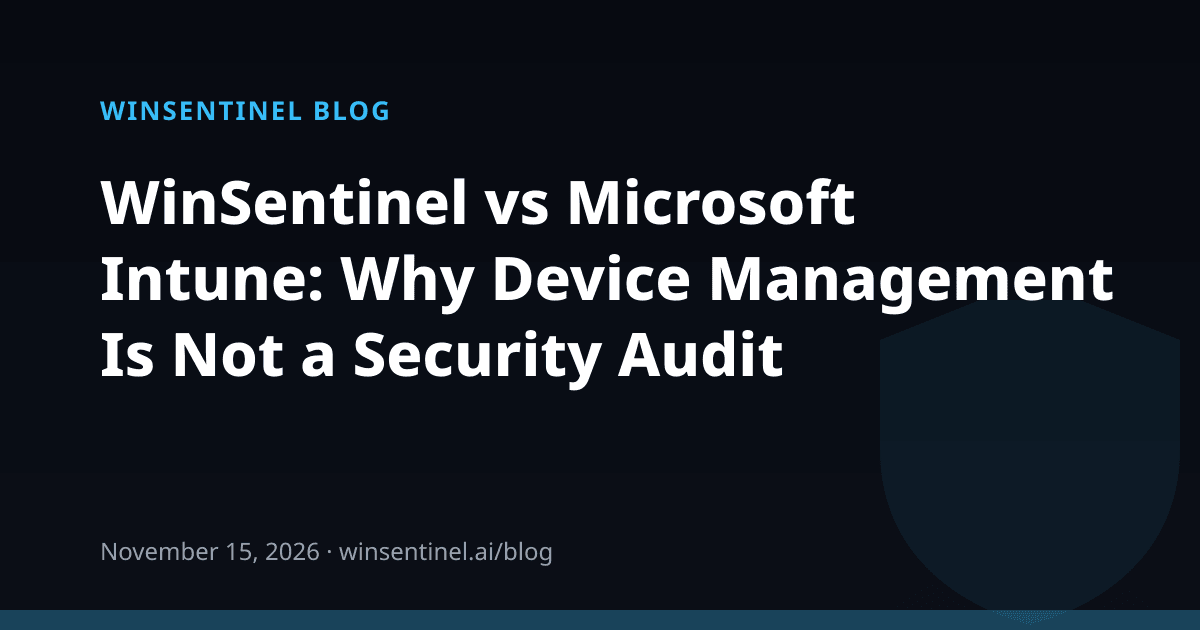 WINSENTINEL BLOG
WinSentinel vs Microsoft
Intune: Why Device Management
Is Not a Security Audit
November 15, 2026 · winsentinel.ai/blog